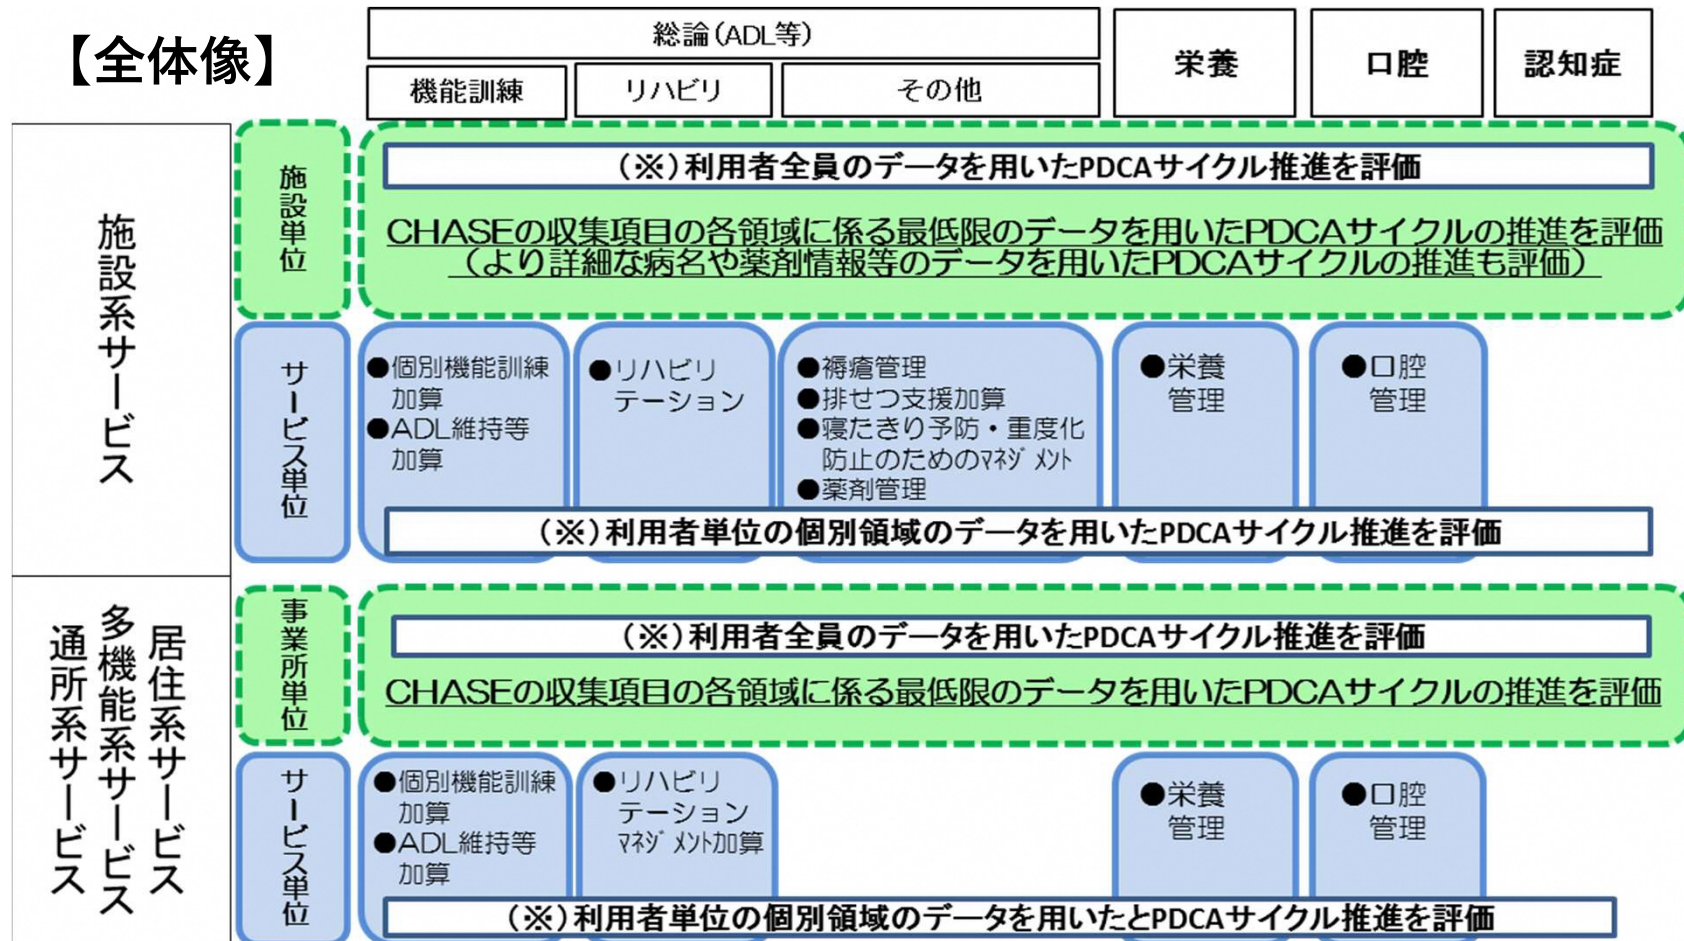 【全体像】
総論(ADL等)
機能訓練
リハビリ
その他
栄養
口腔
認知症
施設系サービス
施設単位
(※)利用者全員のデータを用いたPDCAサイクル推進を評価
CHASEの収集項目の各領域に係る最低限のデータを用いたPDCAサイクルの推進を評価
(より詳細な病名や薬剤情報等のデータを用いたPDCAサイクルの推進も評価)
サービス単位
●個別機能訓練
加算
●ADL維持等
加算
●リハビリ
テーション
●褥瘡管理
●排せつ支援加算
●寝たきり予防・重度化
防止のためのマネジメント
●薬剤管理
●栄養
管理
●口腔
管理
(※)利用者単位の個別領域のデータを用いたPDCAサイクル推進を評価
居住系サービス
多機能系サービス
通所系サービス
事業所単位
(※)利用者全員のデータを用いたPDCAサイクル推進を評価
CHASEの収集項目の各領域に係る最低限のデータを用いたPDCAサイクルの推進を評価
サービス単位
●個別機能訓練
加算
●ADL維持等
加算
●リハビリ
テーション
マネジメント加算
●栄養
管理
●口腔
管理
(※)利用者単位の個別領域のデータを用いたとPDCAサイクル推進を評価